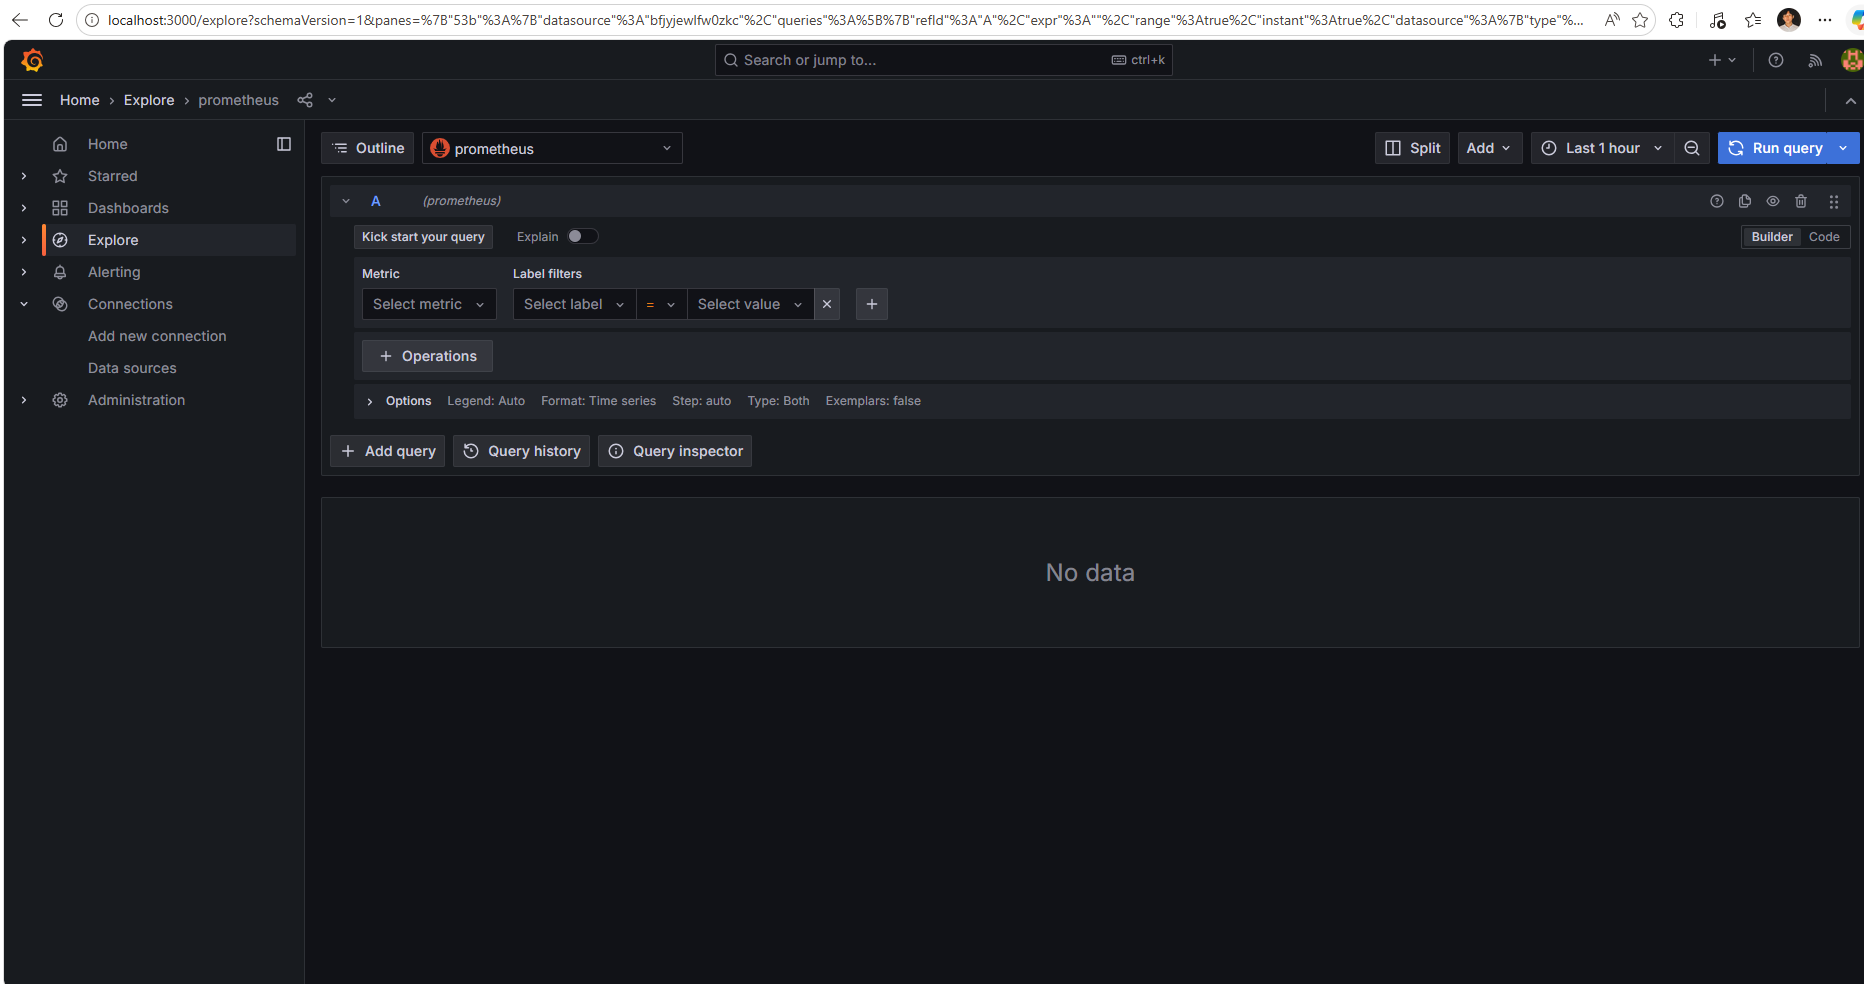 localhost:3000/explore?schemaVersion=1&panes=%7B"53b"%3A%7B"datasource"%3A"bfjyjewlfw0zkc"%2C"queries"%3A%5B%7B"refId"%3A"A"%2C"expr"%3A""%2C"range"%3Atrue%2C"instant"%3Atrue%2C"datasource"%3A%7B"type"%...
Search or jump to... ctrl+k
Home › Explore › prometheus
Home
Starred
Dashboards
Explore
Alerting
Connections
Add new connection
Data sources
Administration
Outline prometheus Split Add Last 1 hour Run query
A (prometheus)
Kick start your query Explain Builder Code
Metric Label filters
Select metric Select label = Select value
+ Operations
Options Legend: Auto Format: Time series Step: auto Type: Both Exemplars: false
+ Add query Query history Query inspector
No data